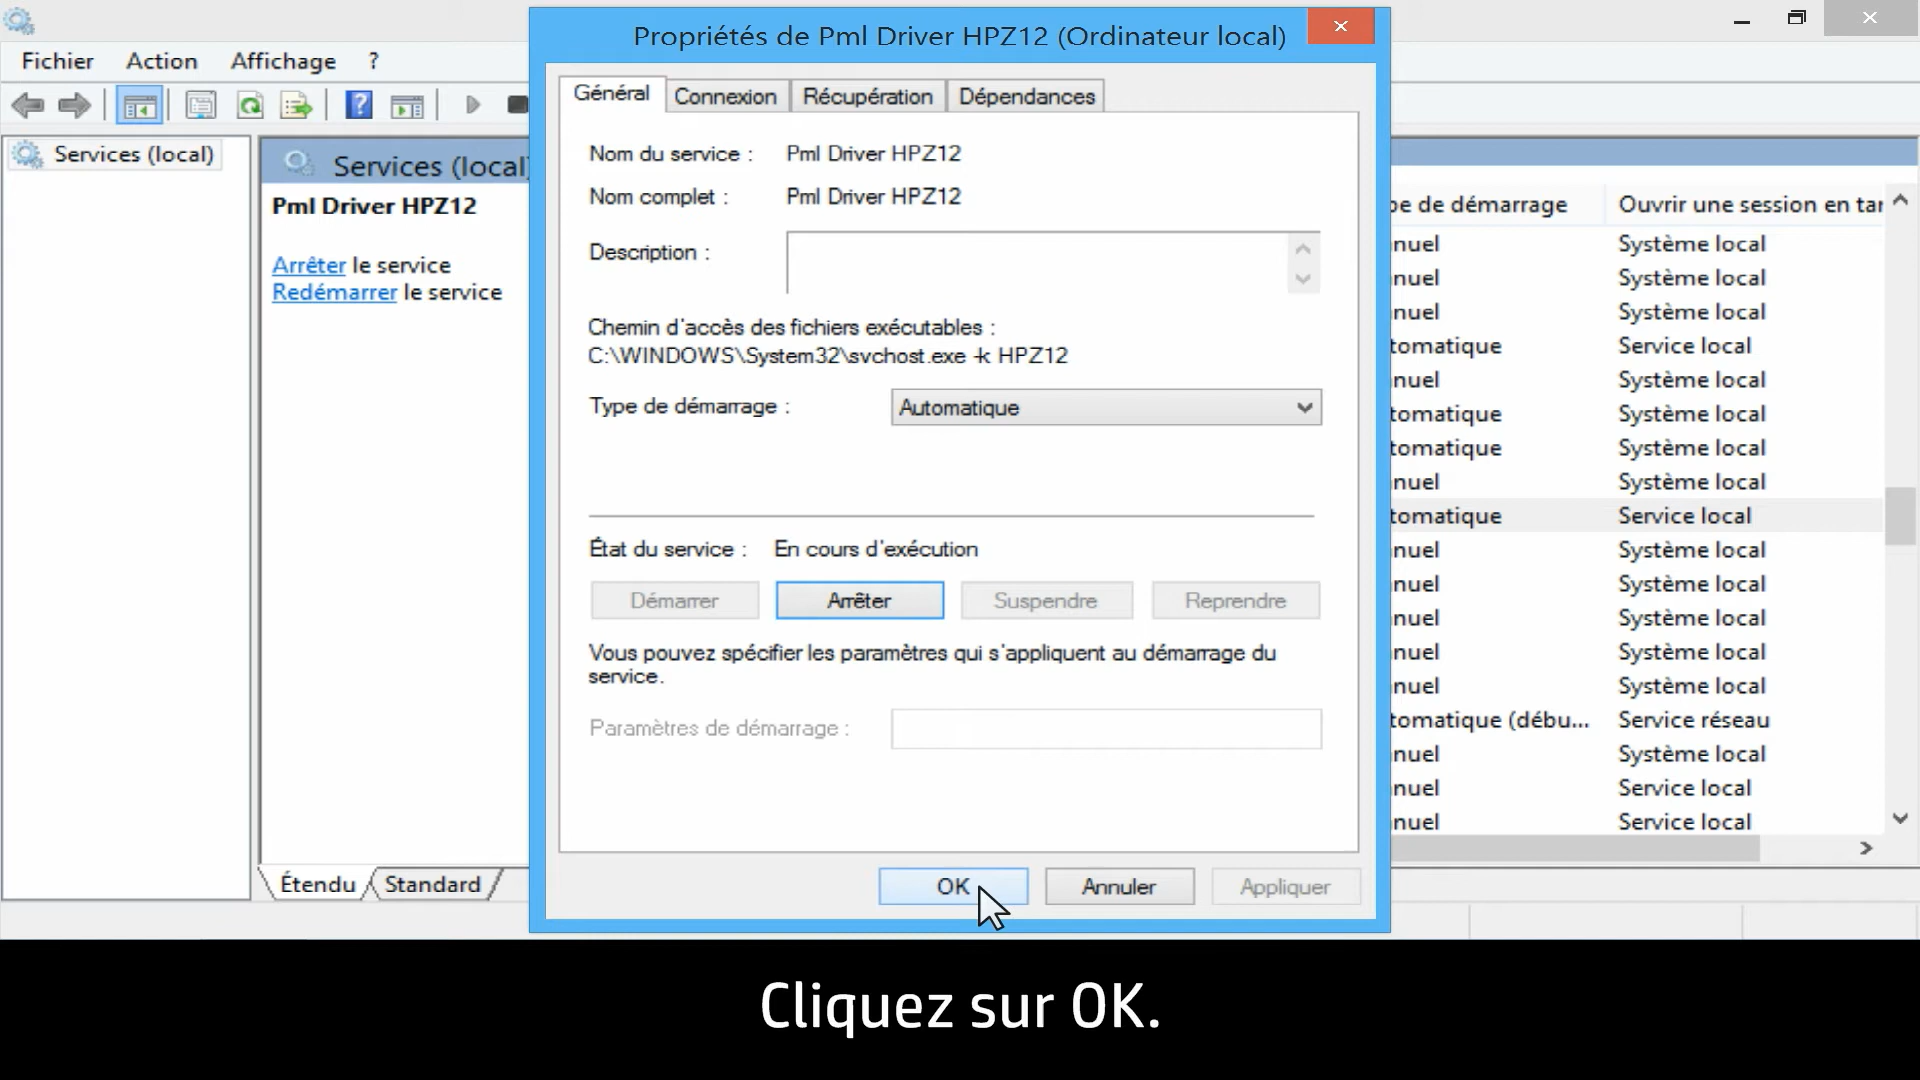 Propriétés de Pml Driver HPZ12 (Ordinateur local)
Fichier Action Affichage ?
Services (local)
Services (local)
Pml Driver HPZ12
Arrêter le service
Redémarrer le service
Étendu Standard
Général Connexion Récupération Dépendances
Nom du service : Pml Driver HPZ12
Nom complet : Pml Driver HPZ12
Description :
Chemin d'accès des fichiers exécutables :
C:\WINDOWS\System32\svchost.exe -k HPZ12
Type de démarrage : Automatique
État du service : En cours d'exécution
Démarrer Arrêter Suspendre Reprendre
Vous pouvez spécifier les paramètres qui s'appliquent au démarrage du
service.
Paramètres de démarrage :
OK Annuler Appliquer
pe de démarrage Ouvrir une session en tan
nuel Système local
nuel Système local
nuel Système local
tomatique Service local
nuel Système local
tomatique Système local
tomatique Système local
nuel Système local
tomatique Service local
nuel Système local
nuel Système local
nuel Système local
nuel Système local
nuel Système local
tomatique (débu... Service réseau
nuel Système local
nuel Service local
nuel Service local
Cliquez sur OK.